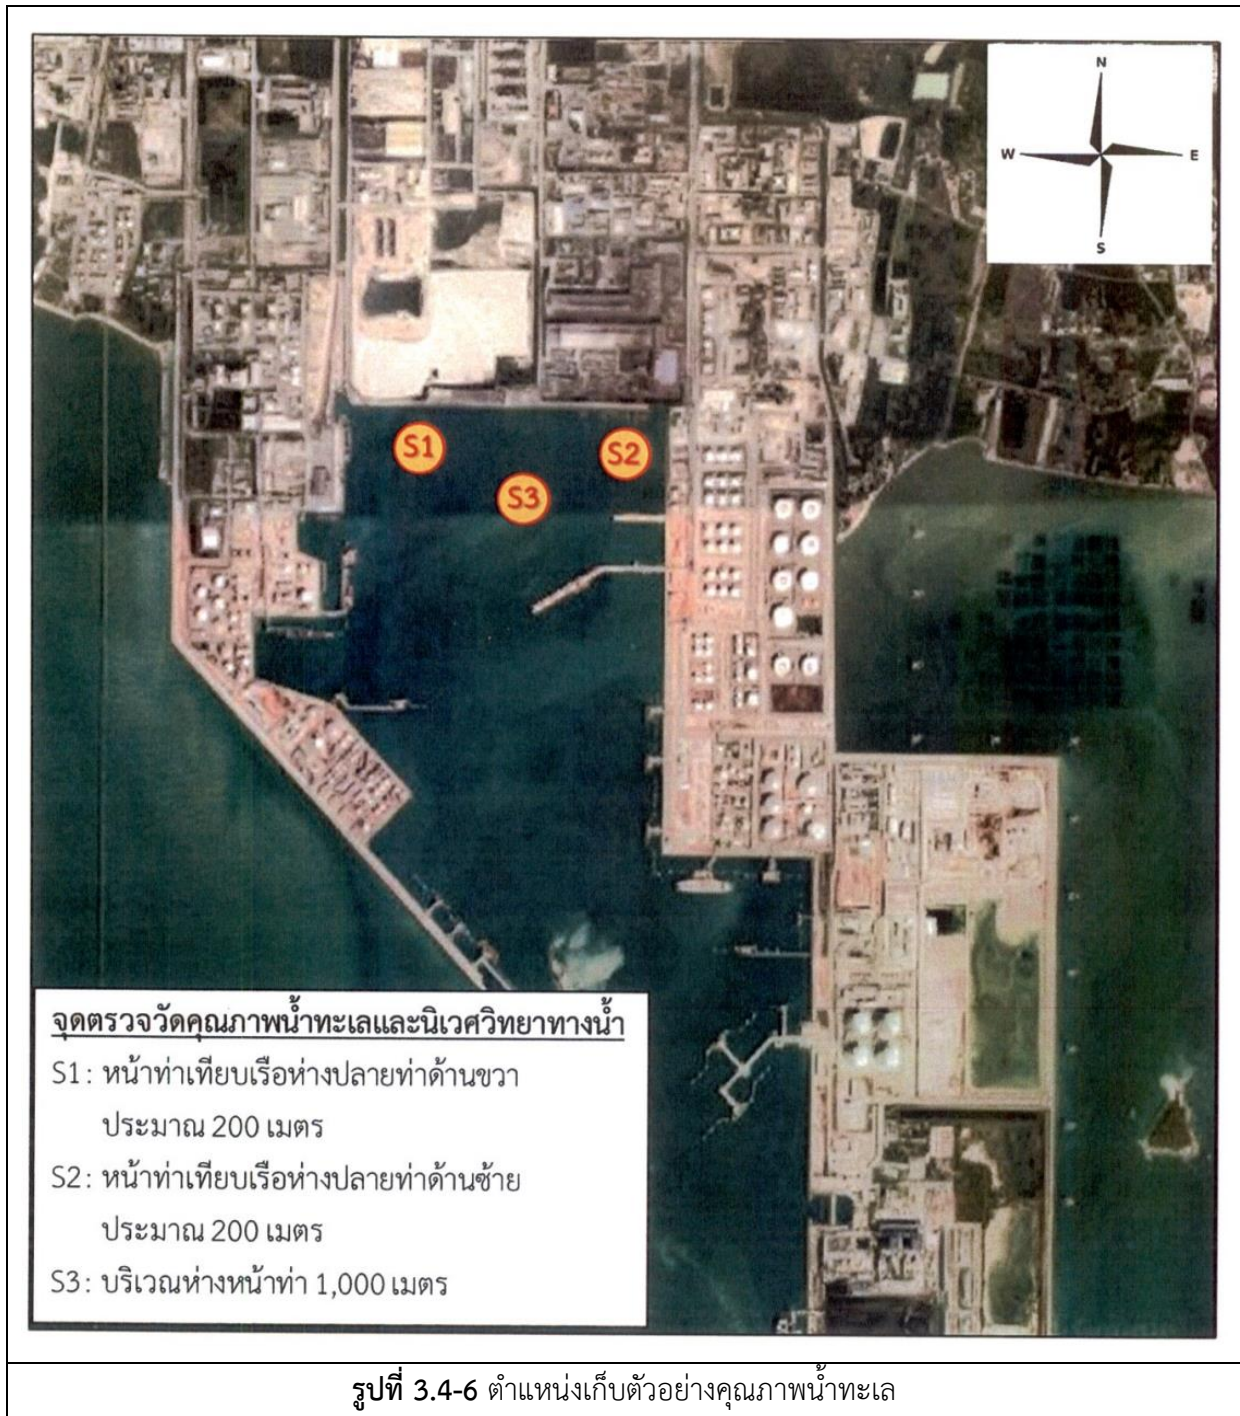 N
W E
S
S1
S2
S3
จุดตรวจวัดคุณภาพน้ำทะเลและนิเวศวิทยาทางน้ำ
S1: หน้าท่าเทียบเรือห่างปลายท่าด้านขวา
ประมาณ 200 เมตร
S2: หน้าท่าเทียบเรือห่างปลายท่าด้านซ้าย
ประมาณ 200 เมตร
S3: บริเวณห่างหน้าท่า 1,000 เมตร
รูปที่ 3.4-6 ตำแหน่งเก็บตัวอย่างคุณภาพน้ำทะเล